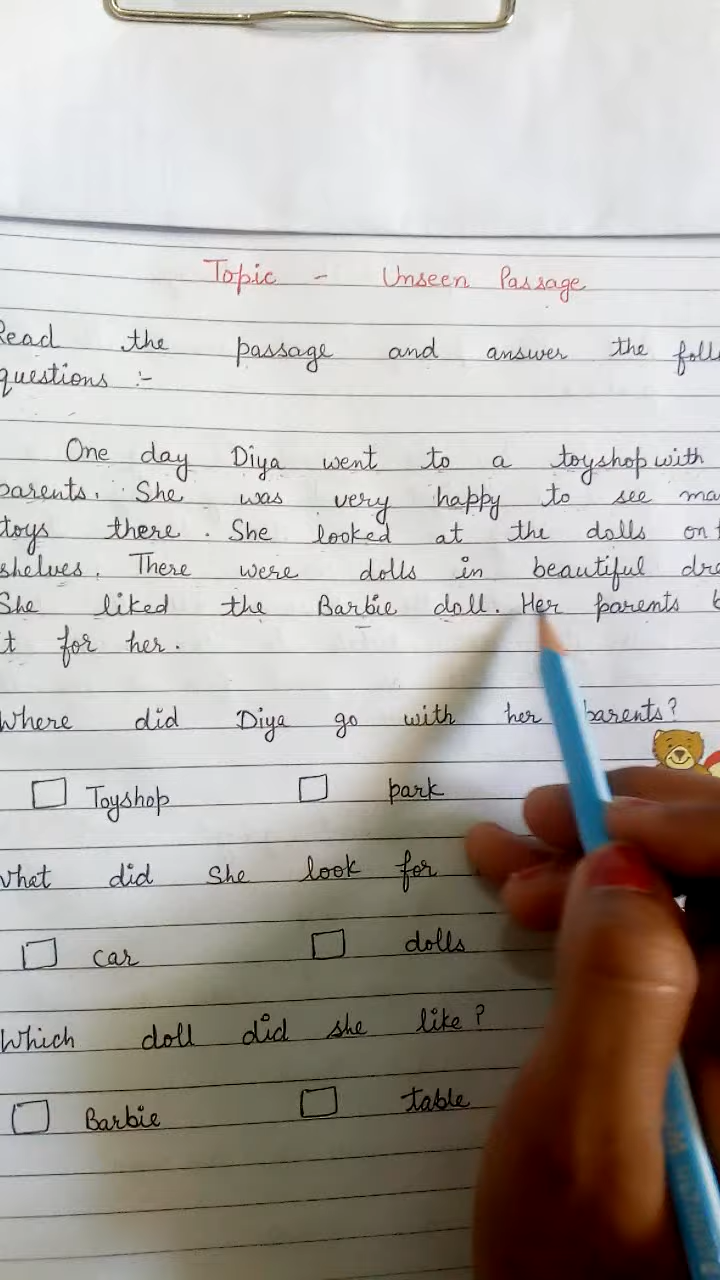 Topic - Unseen Passage
Read the passage and answer the foll
questions :-
One day Diya went to a toyshop with
parents. She was very happy to see ma
toys there. She looked at the dolls on t
shelves. There were dolls in beautiful dre
She liked the Barbie doll. Her parents b
it for her.
Where did Diya go with her parents?
Toyshop park
What did she look for
car dolls
Which doll did she like?
Barbie table